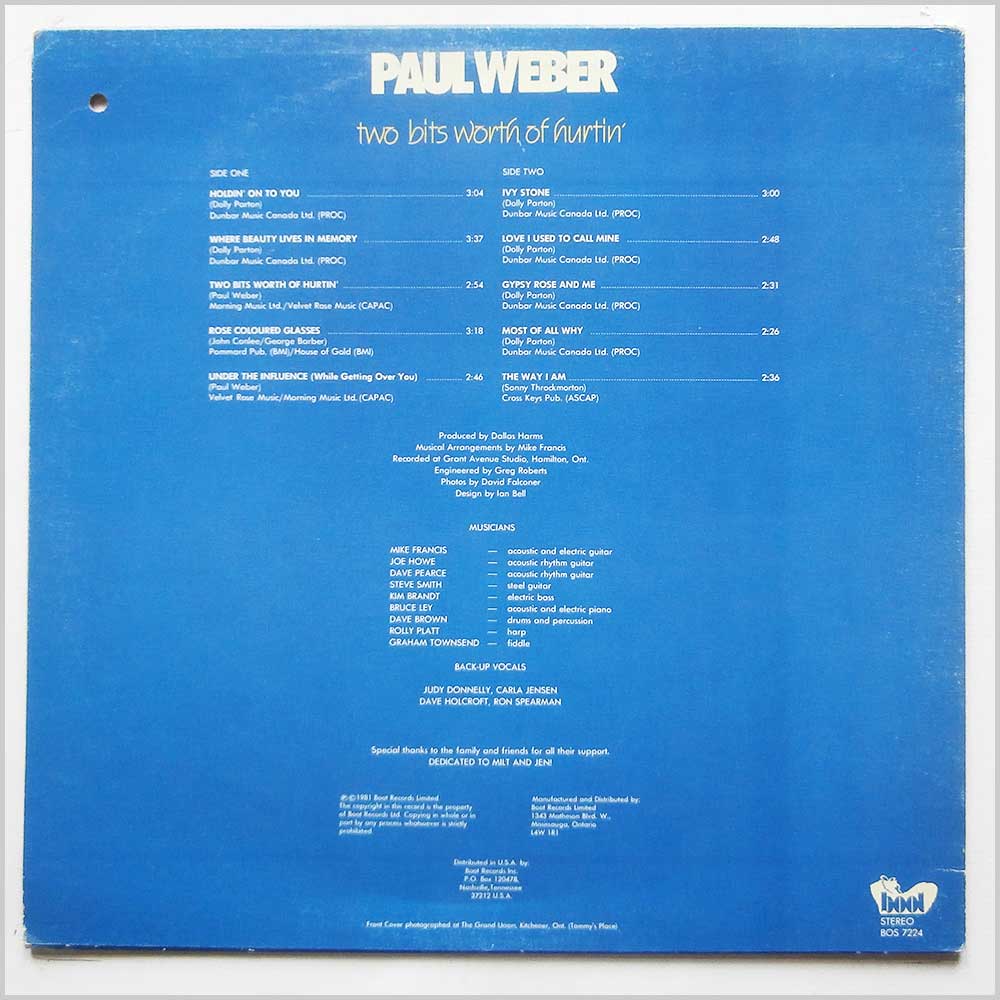 PAUL WEBER
two bits worth of hurtin'
SIDE ONE
HOLDIN' ON TO YOU 3:04
(Dolly Parton)
Dunbar Music Canada Ltd. (PROC)
WHERE BEAUTY LIVES IN MEMORY 3:37
(Dolly Parton)
Dunbar Music Canada Ltd. (PROC)
TWO BITS WORTH OF HURTIN' 2:54
(Paul Weber)
Morning Music Ltd./Velvet Rose Music (CAPAC)
ROSE COLOURED GLASSES 3:18
(John Conlee/George Barber)
Pommard Pub. (BMI)/House of Gold (BMI)
UNDER THE INFLUENCE (While Getting Over You) 2:46
(Paul Weber)
Velvet Rose Music/Morning Music Ltd. (CAPAC)
SIDE TWO
IVY STONE 3:00
(Dolly Parton)
Dunbar Music Canada Ltd. (PROC)
LOVE I USED TO CALL MINE 2:48
(Dolly Parton)
Dunbar Music Canada Ltd. (PROC)
GYPSY ROSE AND ME 2:31
(Dolly Parton)
Dunbar Music Canada Ltd. (PROC)
MOST OF ALL WHY 2:26
(Dolly Parton)
Dunbar Music Canada Ltd. (PROC)
THE WAY I AM 2:36
(Sonny Throckmorton)
Cross Keys Pub. (ASCAP)
Produced by Dallas Harms
Musical Arrangements by Mike Francis
Recorded at Grant Avenue Studio, Hamilton, Ont.
Engineered by Greg Roberts
Photos by David Falconer
Design by Ian Bell
MUSICIANS
MIKE FRANCIS — acoustic and electric guitar
JOE HOWE — acoustic rhythm guitar
DAVE PEARCE — acoustic rhythm guitar
STEVE SMITH — steel guitar
KIM BRANDT — electric bass
BRUCE LEY — acoustic and electric piano
DAVE BROWN — drums and percussion
ROLLY PLATT — harp
GRAHAM TOWNSEND — fiddle
BACK-UP VOCALS
JUDY DONNELLY, CARLA JENSEN
DAVE HOLCROFT, RON SPEARMAN
Special thanks to the family and friends for all their support.
DEDICATED TO MILT AND JEN!
℗©1981 Boot Records Limited
The copyright in this record is the property
of Boot Records Ltd. Copying in whole or in
part by any process whatsoever is strictly
prohibited.
Manufactured and Distributed by:
Boot Records Limited
1343 Matheson Blvd. W.,
Mississauga, Ontario
L4W 1R1
Distributed in U.S.A. by:
Boot Records Inc.
P.O. Box 120478,
Nashville, Tennessee
37212 U.S.A.
Front Cover photographed at The Grand Union, Kitchener, Ont. (Tommy's Place)
boot
STEREO
BOS 7224